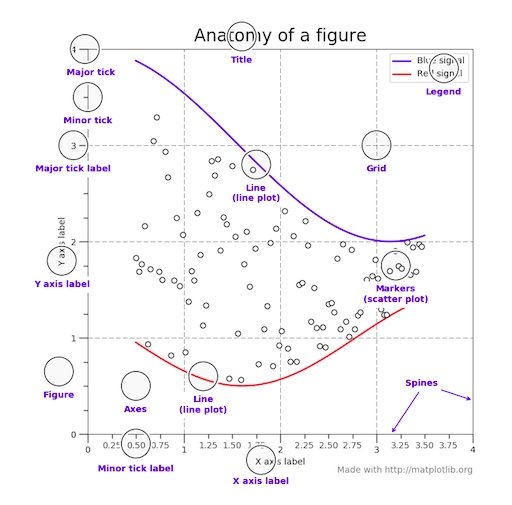 Anatomy of a figure
Title
Blue signal
Red signal
Legend
4
Major tick
Minor tick
3
Major tick label
Grid
Line
(line plot)
2
Y axis label
Y axis label
Markers
(scatter plot)
1
Figure
Axes
Line
(line plot)
Spines
0
0 0.25 0.50 0.75 1 1.25 1.50 1.75 2 2.25 2.50 2.75 3 3.25 3.50 4
Minor tick label
X axis label
X axis label
Made with http://matplotlib.org